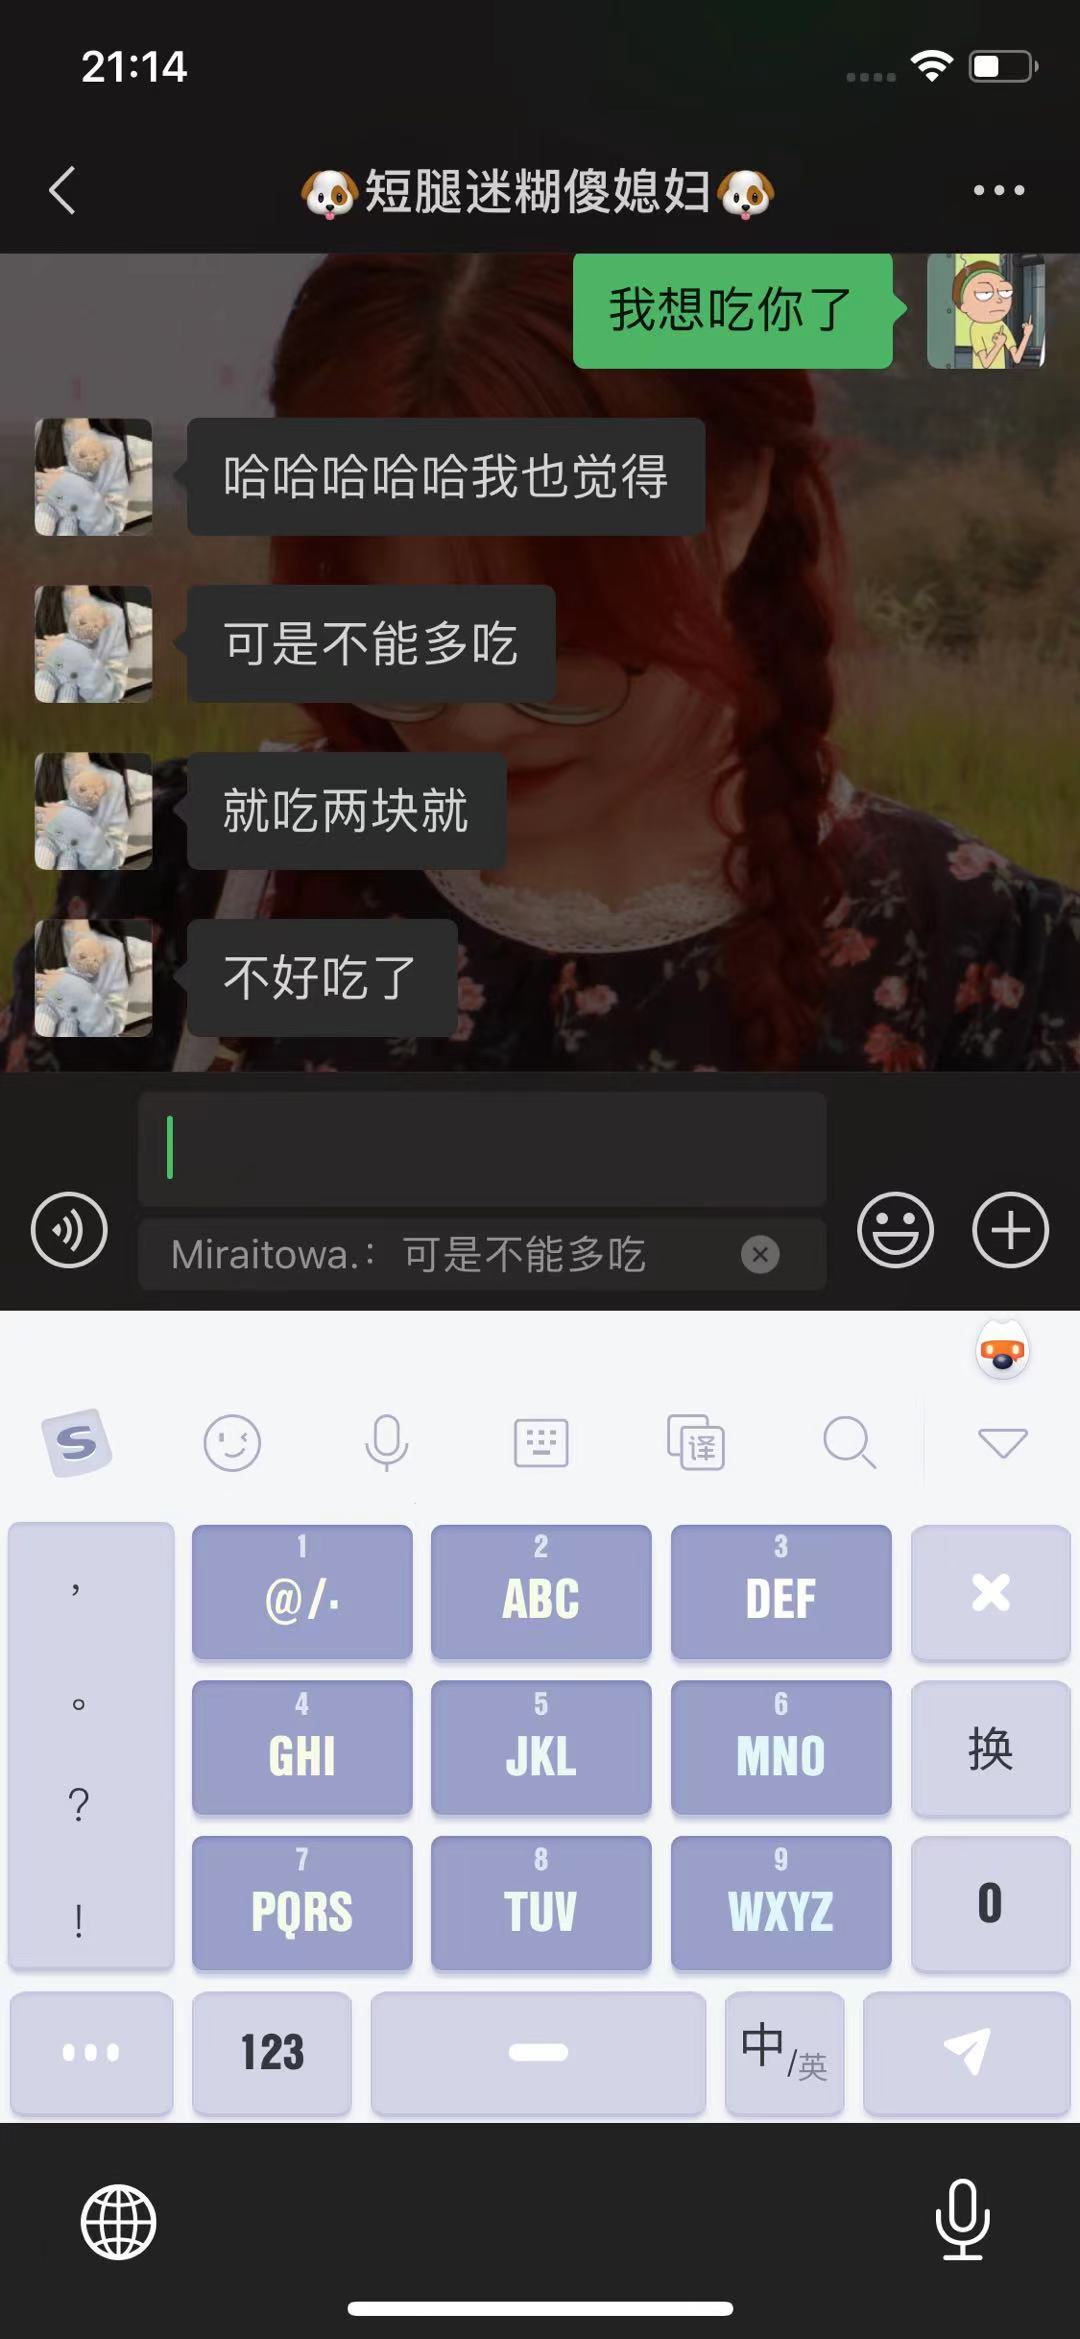 21:14
🐶短腿迷糊傻媳妇🐶
我想吃你了
哈哈哈哈哈我也觉得
可是不能多吃
就吃两块就
不好吃了
Miraitowa.：可是不能多吃
S
译
，
。
？
！
1
@/.
2
ABC
3
DEF
4
GHI
5
JKL
6
MNO
换
7
PQRS
8
TUV
9
WXYZ
0
123
中/英